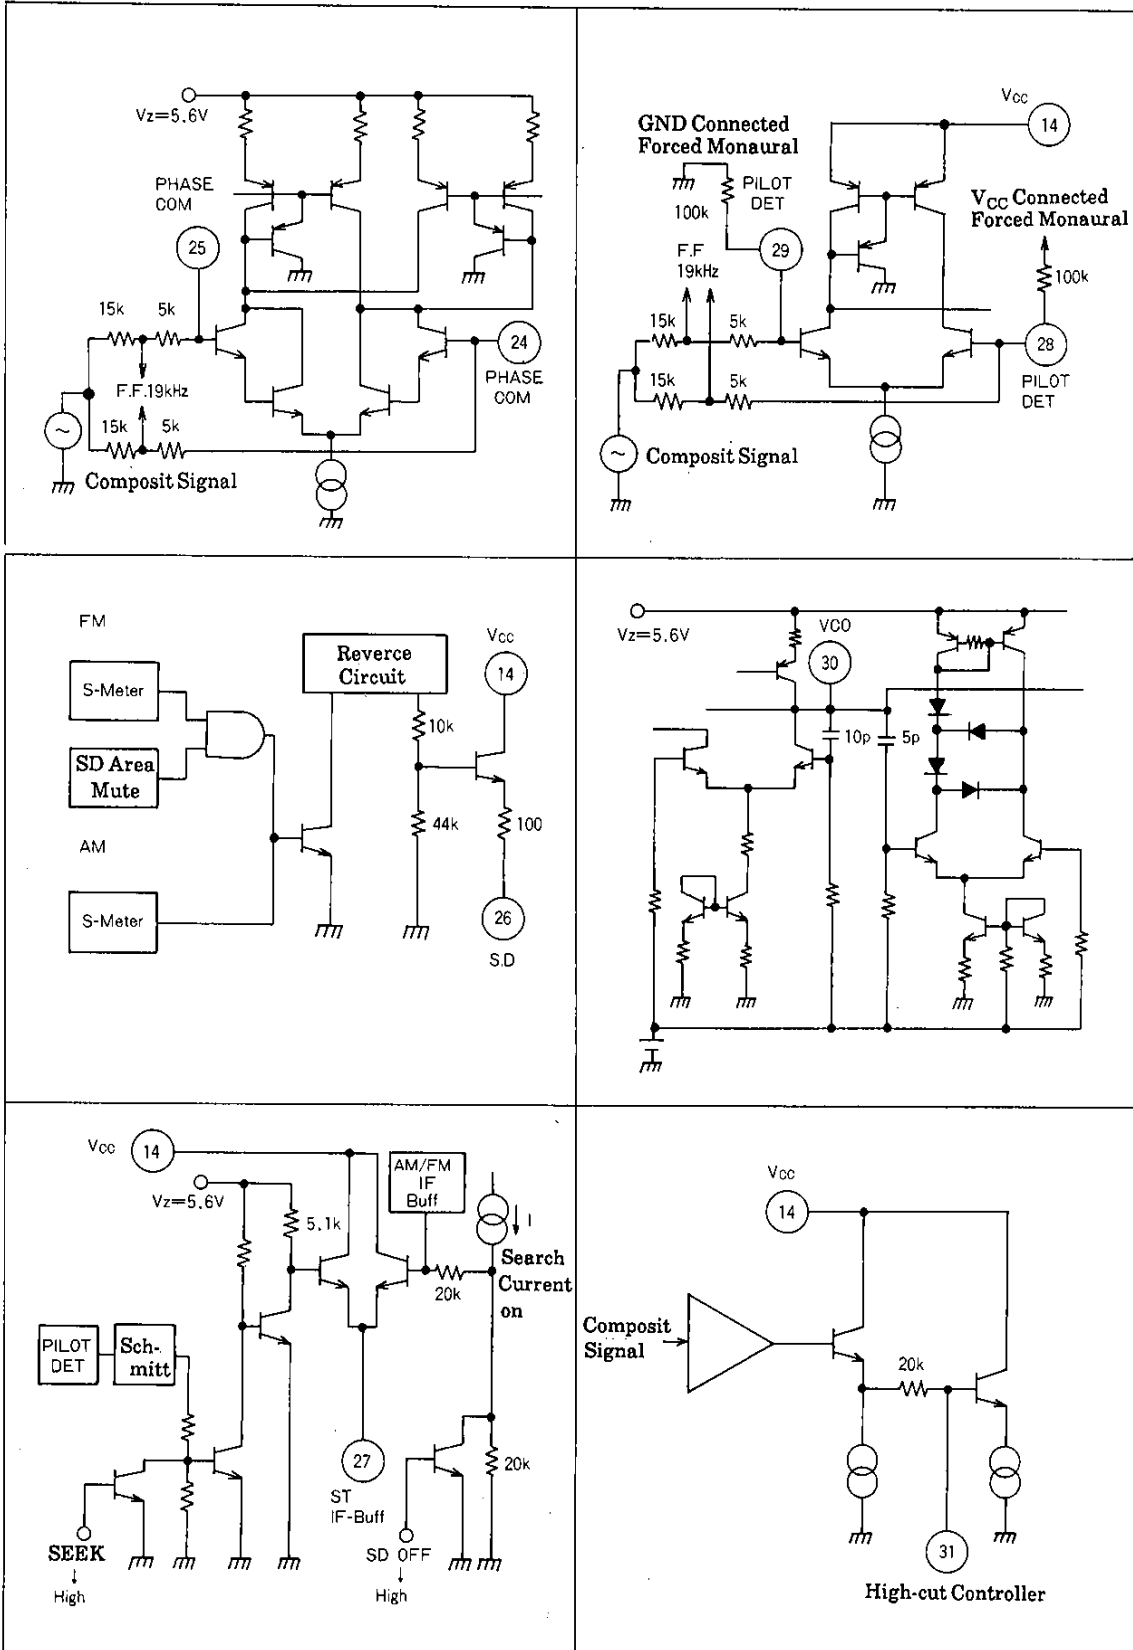 Vz=5.6V
PHASE
COM
25
15k
5k
F.F.19kHz
24
PHASE
COM
15k
5k
~
Composit Signal
Vcc
14
GND Connected
Forced Monaural
PILOT
DET
100k
F.F
19kHz
29
VCC Connected
Forced Monaural
100k
15k
5k
28
PILOT
DET
15k
5k
~
Composit Signal
FM
S-Meter
SD Area
Mute
AM
S-Meter
Reverce
Circuit
Vcc
14
10k
44k
100
26
S.D
Vz=5.6V
VCO
30
10p
5p
Vcc
14
Vz=5.6V
5.1k
AM/FM
IF
Buff
I
Search
Current
on
20k
PILOT
DET
Sch-
mitt
27
ST
IF-Buff
20k
SEEK
↓
High
SD OFF
↓
High
Vcc
14
Composit
Signal
20k
31
High-cut Controller